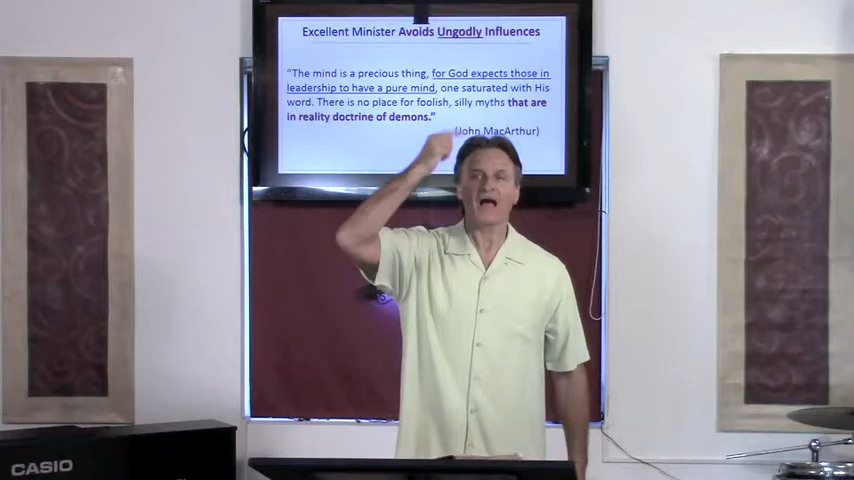 Excellent Minister Avoids Ungodly Influences
“The mind is a precious thing, for God expects those in
leadership to have a pure mind, one saturated with His
word. There is no place for foolish, silly myths that are
in reality doctrine of demons.”
(John MacArthur)
CASIO